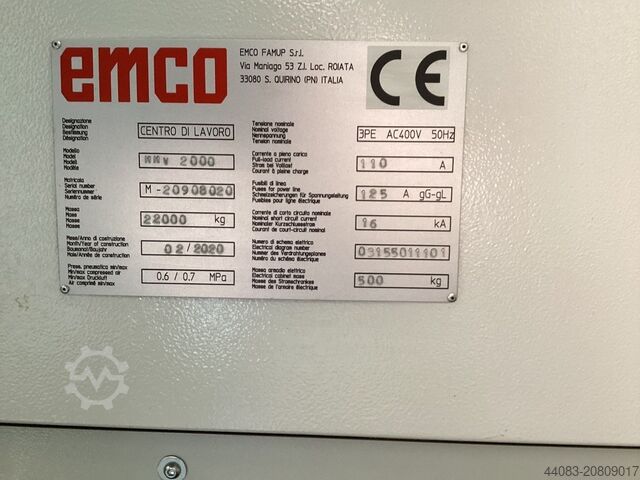 emco
EMCO FAMUP S.r.l.
Via Maniago 53 Z.I. Loc. ROIATA
33080 S. QUIRINO (PN) ITALIA
CE
Designazione
Designation
Bestimmung
Désignation
CENTRO DI LAVORO
Modello
Model
Modell
Modèle
MMV 2000
Matricola
Serial number
Seriennummer
Numéro de série
M-20908020
Massa
Mass
Masse
Masse
22000 kg
Mese/Anno di costruzione
Month/Year of construction
Baumonat/Baujahr
Mois/Année de construction
02/2020
Press. pneumatica min/max
Min/max compressed air
Min/max Druckluft
Air comprimé min/max
0.6 / 0.7 MPa
Tensione nominale
Nominal voltage
Nennspannung
Tension nominale
3PE AC400V 50Hz
Corrente a pieno carico
Full-load current
Strom bei Vollast
Courant à pleine charge
110 A
Fusibili di linea
Fuses for power line
Schmelzsicherungen für Spannungsleitung
Fusibles pour ligne électrique
125 A gG-gL
Corrente di corto circuito nominale
Nominal short circuit current
Nominaler Kurzschlussstrom
Courant de court-circuit nominal
16 kA
Numero di schema elettrico
Electrical diagram number
Nummer des Verdrahtungsplanes
Numéro du schéma électrique
03155011101
Massa armadio elettrico
Electrical cabinet mass
Masse des Stromschrankes
Masse de l'armoire électrique
500 kg
44083-20809017